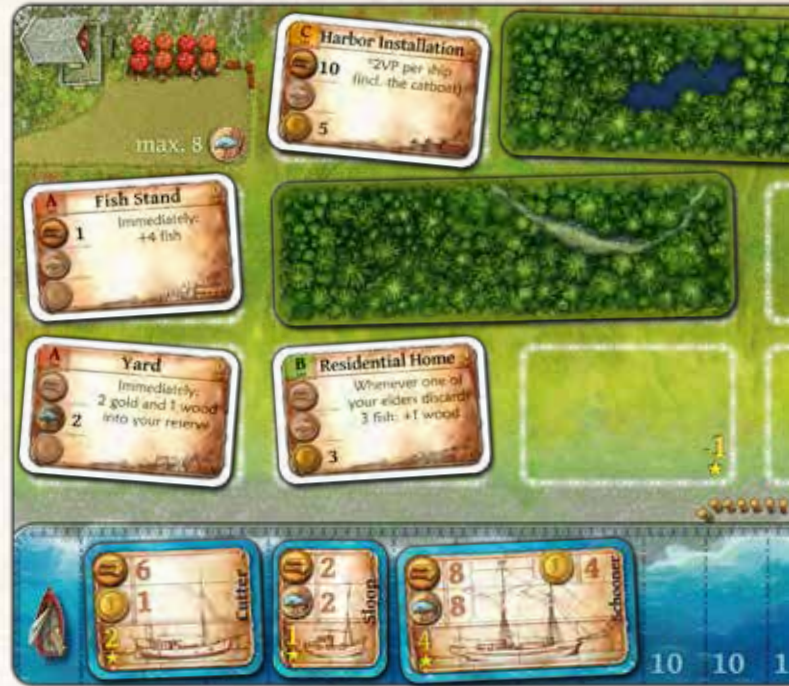 C Harbor Installation
10
*2VP per ship
(incl. the catboat)
5
max. 8
A Fish Stand
1
Immediately:
+4 fish
A Yard
Immediately:
2 gold and 1 wood
into your reserve
2
B Residential Home
Whenever one of
your elders discards
3 fish: +1 wood
3
-1
6
1
2
Cutter
2
2
1
Sloop
8
1 4
8
4
Schooner
10 10 1